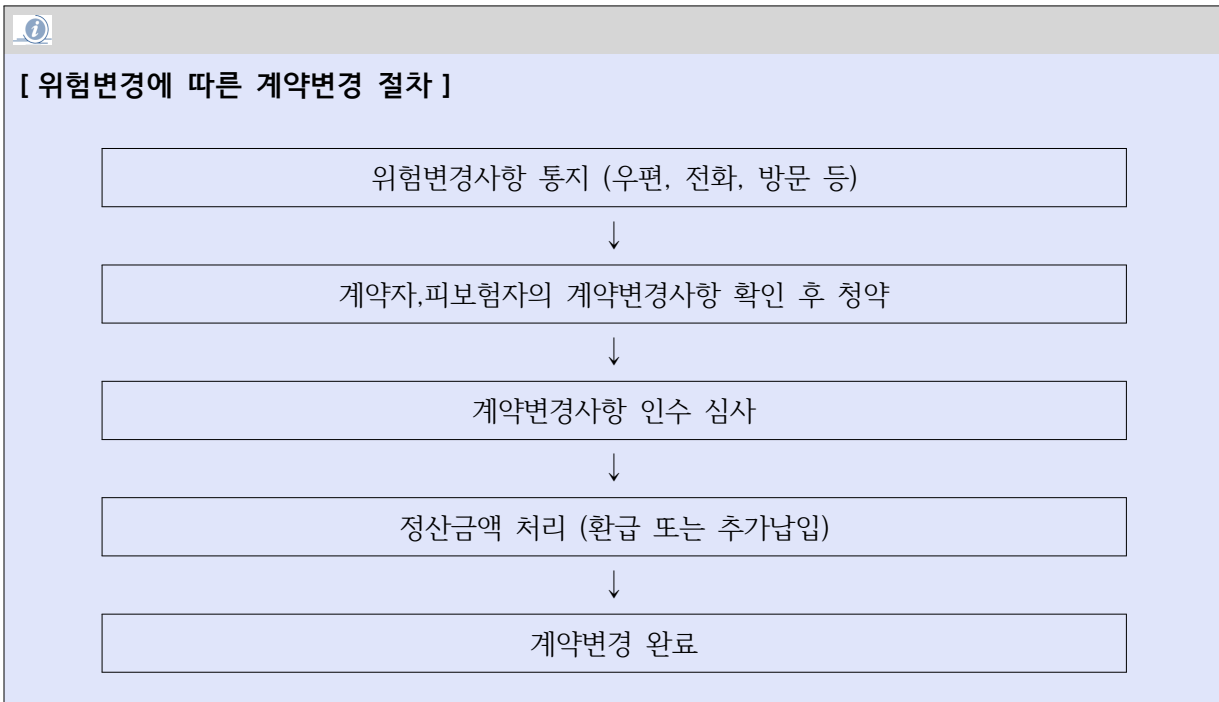 [ 위험변경에 따른 계약변경 절차 ]
위험변경사항 통지 (우편, 전화, 방문 등)
↓
계약자,피보험자의 계약변경사항 확인 후 청약
↓
계약변경사항 인수 심사
↓
정산금액 처리 (환급 또는 추가납입)
↓
계약변경 완료